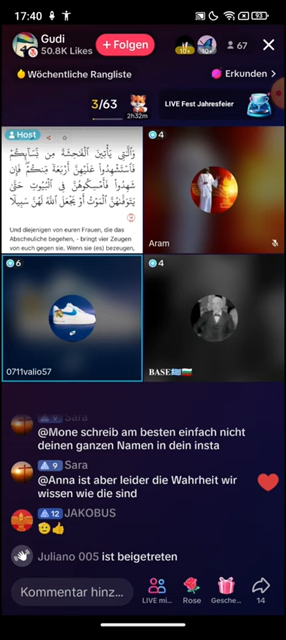 17:40
93
Gudi
50.8K Likes
+ Folgen
10+
10+
67
Wöchentliche Rangliste
Erkunden >
3/63
2h32m
LIVE Fest Jahresfeier
Host
وَٱلَّٰتِى يَأْتِينَ ٱلْفَٰحِشَةَ مِن نِّسَآئِكُمْ
فَٱسْتَشْهِدُوا۟ عَلَيْهِنَّ أَرْبَعَةً مِّنكُمْ فَإِن
شَهِدُوا۟ فَأَمْسِكُوهُنَّ فِى ٱلْبُيُوتِ حَتَّىٰ
يَتَوَفَّىٰهُنَّ ٱلْمَوْتُ أَوْ يَجْعَلَ ٱللَّهُ لَهُنَّ سَبِيلًا
Und diejenigen von euren Frauen, die das
Abscheuliche begehen, - bringt vier Zeugen
von euch gegen sie. Wenn sie (es) bezeugen,
4
Aram
6
0711valio57
4
BASE🇬🇷🇧🇬
9 Sara
@Mone schreib am besten einfach nicht
deinen ganzen Namen in dein insta
9 Sara
@Anna ist aber leider die Wahrheit wir
wissen wie die sind
12 JAKOBUS
🫡👍
Juliano 005 ist beigetreten
Kommentar hinz...
LIVE mi...
Rose
Gesche...
14